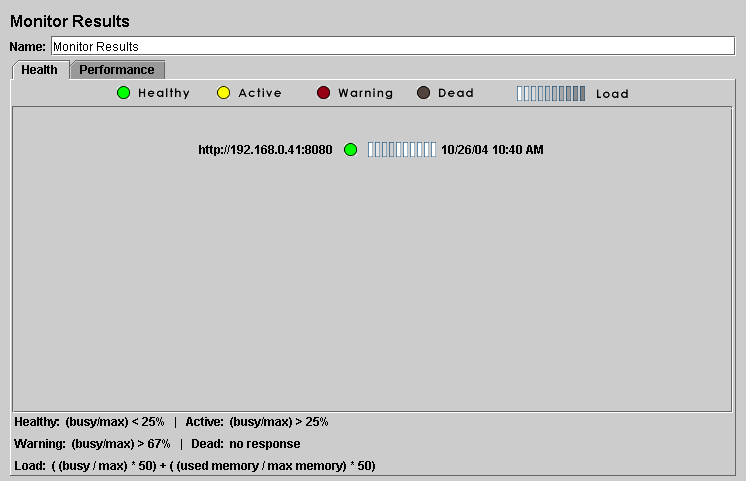 Monitor Results
Name: Monitor Results
Health Performance
Healthy Active Warning Dead Load
http://192.168.0.41:8080 10/26/04 10:40 AM
Healthy: (busy/max) < 25% | Active: (busy/max) > 25%
Warning: (busy/max) > 67% | Dead: no response
Load: ( (busy / max) * 50) + ( (used memory / max memory) * 50)